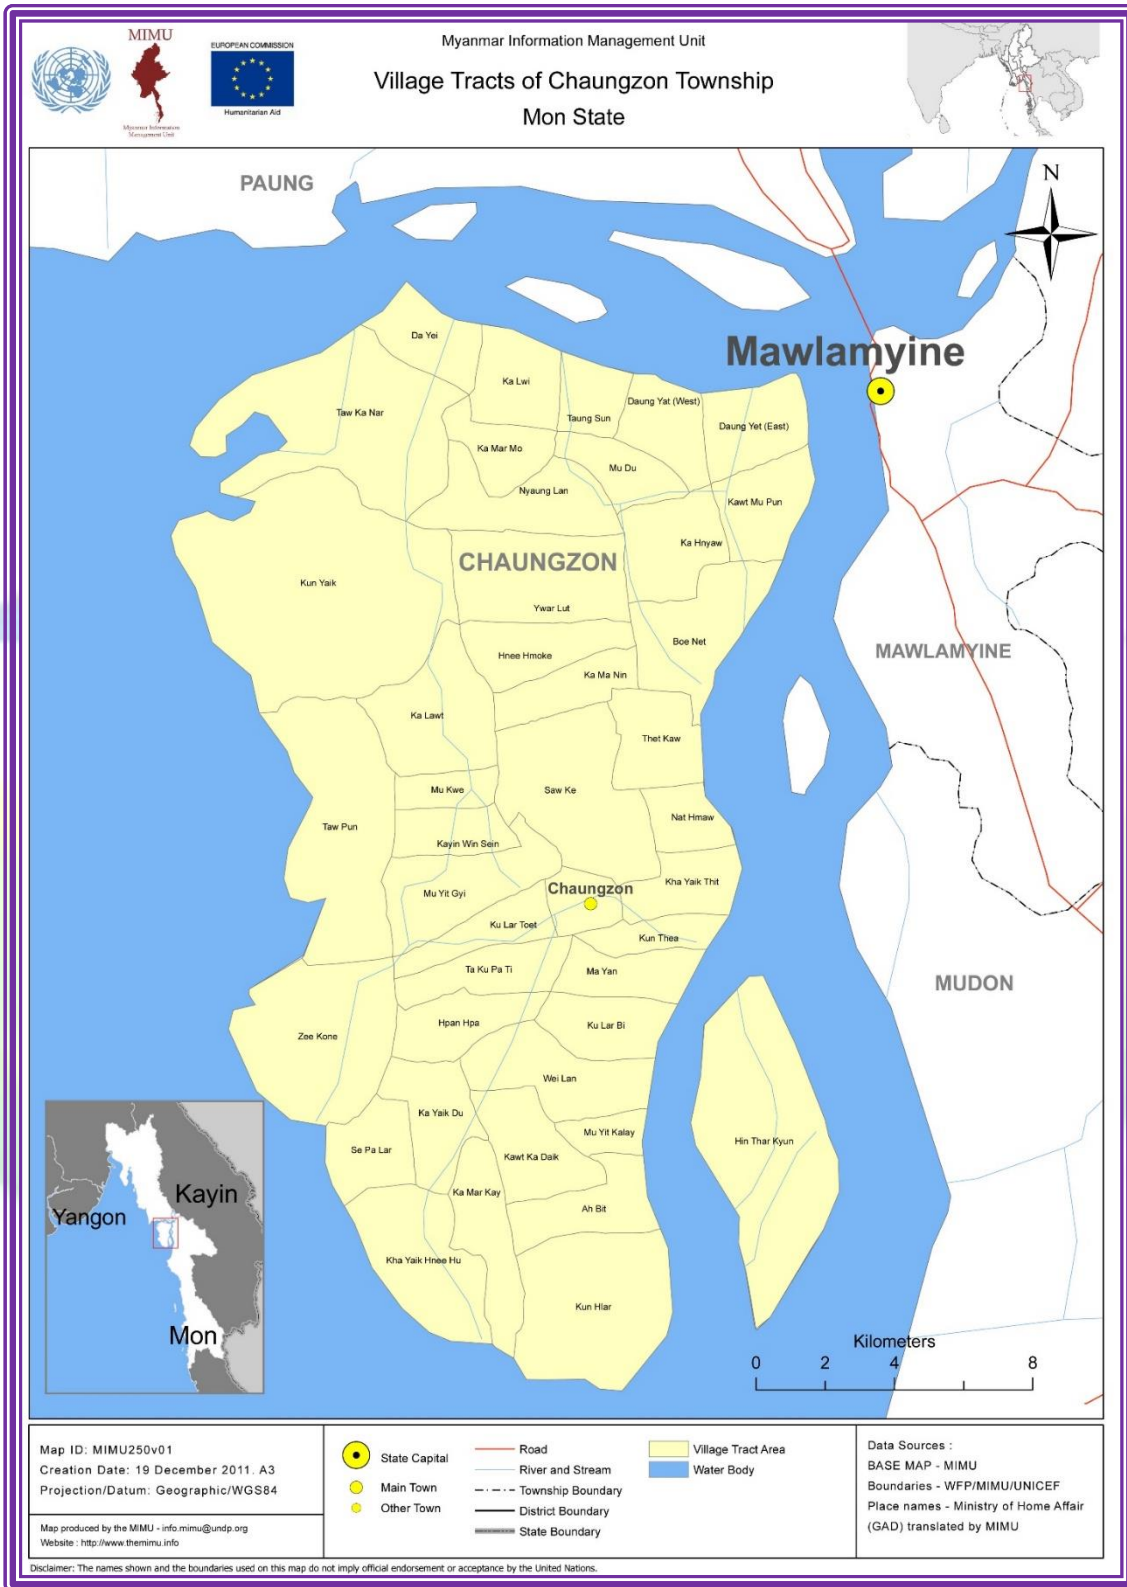 MIMU
Myanmar Information
Management Unit
EUROPEAN COMMISSION
Humanitarian Aid
Myanmar Information Management Unit
Village Tracts of Chaungzon Township
Mon State
PAUNG
N
Mawlamyine
Da Yei
Ka Lwi
Taw Ka Nar
Taung Sun
Daung Yat (West)
Daung Yet (East)
Ka Mar Mo
Mu Du
Nyaung Lan
Kawt Mu Pun
Ka Hnyaw
CHAUNGZON
Kun Yaik
Ywar Lut
Boe Net
MAWLAMYINE
Hnee Hmoke
Ka Ma Nin
Ka Lawt
Thet Kaw
Mu Kwe
Saw Ke
Nat Hmaw
Taw Pun
Kayin Win Sein
Kha Yaik Thit
Chaungzon
Mu Yit Gyi
Ku Lar Toet
Kun Thea
Ta Ku Pa Ti
Ma Yan
MUDON
Hpan Hpa
Ku Lar Bi
Zee Kone
Wei Lan
Ka Yaik Du
Mu Yit Kalay
Hin Thar Kyun
Se Pa Lar
Kawt Ka Daik
Ka Mar Kay
Ah Bit
Kha Yaik Hnee Hu
Kun Hlar
Kayin
Yangon
Mon
Kilometers
0 2 4 8
Map ID: MIMU250v01
Creation Date: 19 December 2011. A3
Projection/Datum: Geographic/WGS84
Map produced by the MIMU - info.mimu@undp.org
Website : http://www.themimu.info
State Capital
Main Town
Other Town
Road
River and Stream
Township Boundary
District Boundary
State Boundary
Village Tract Area
Water Body
Data Sources :
BASE MAP - MIMU
Boundaries - WFP/MIMU/UNICEF
Place names - Ministry of Home Affair
(GAD) translated by MIMU
Disclaimer: The names shown and the boundaries used on this map do not imply official endorsement or acceptance by the United Nations.